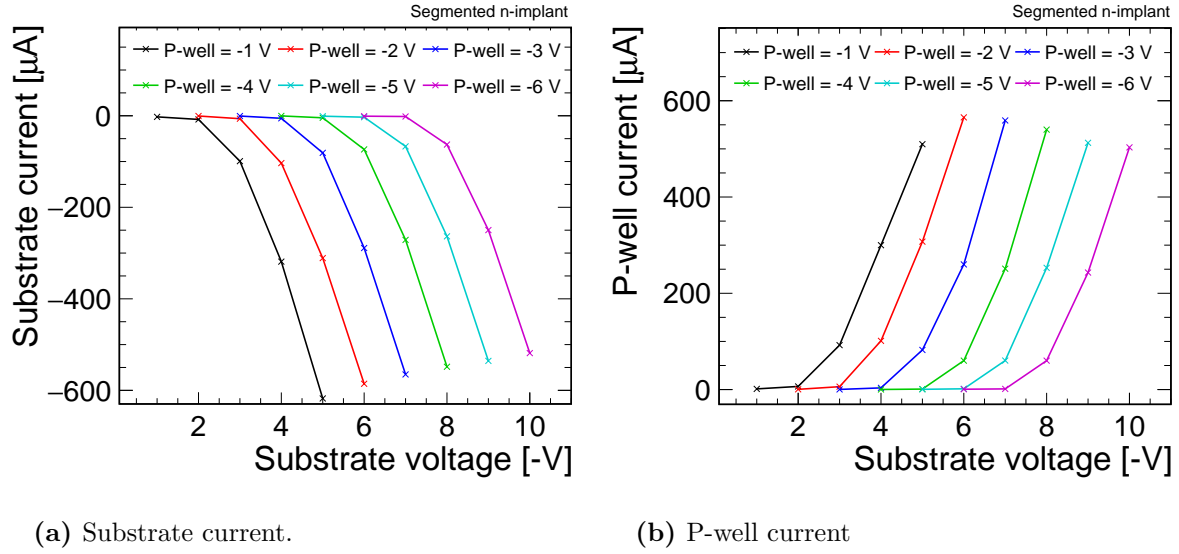 Segmented n-implant
P-well = -1 V P-well = -2 V P-well = -3 V
P-well = -4 V P-well = -5 V P-well = -6 V
Substrate current [μA]
0
−200
−400
−600
2 4 6 8 10
Substrate voltage [-V]
(a) Substrate current.
Segmented n-implant
P-well = -1 V P-well = -2 V P-well = -3 V
P-well = -4 V P-well = -5 V P-well = -6 V
P-well current [μA]
600
400
200
0
2 4 6 8 10
Substrate voltage [-V]
(b) P-well current